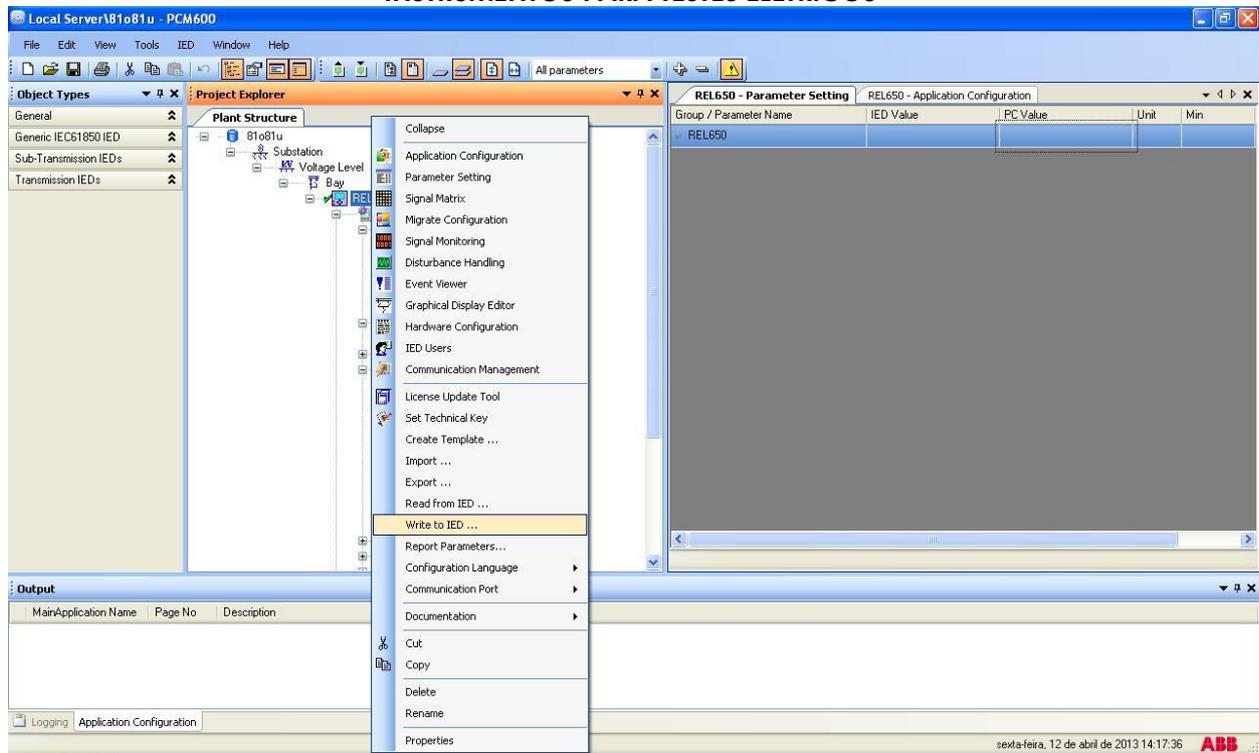 INSTRUMENTOS PARA TESTES ELÉTRICOS
Local Server\81o81u - PCM600
File Edit View Tools IED Window Help
All parameters
Object Types
General
Generic IEC61850 IED
Sub-Transmission IEDs
Transmission IEDs
Project Explorer
Plant Structure
81o81u
Substation
Voltage Level
Bay
REL
Collapse
Application Configuration
Parameter Setting
Signal Matrix
Migrate Configuration
Signal Monitoring
Disturbance Handling
Event Viewer
Graphical Display Editor
Hardware Configuration
IED Users
Communication Management
License Update Tool
Set Technical Key
Create Template ...
Import ...
Export ...
Read from IED ...
Write to IED ...
Report Parameters...
Configuration Language
Communication Port
Documentation
Cut
Copy
Delete
Rename
Properties
REL650 - Parameter Setting REL650 - Application Configuration
Group / Parameter Name IED Value PC Value Unit Min
REL650
Output
MainApplication Name Page No Description
Logging Application Configuration
sexta-feira, 12 de abril de 2013 14:17:36 ABB